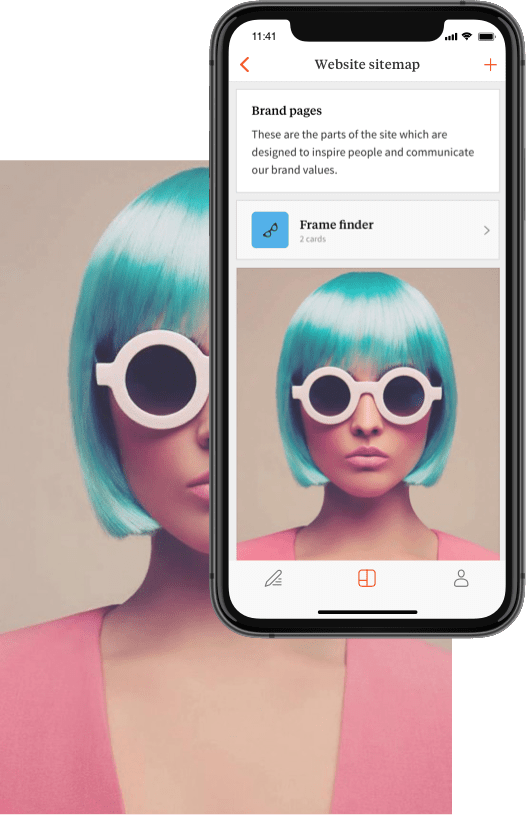 11:41
Website sitemap
Brand pages
These are the parts of the site which are
designed to inspire people and communicate
our brand values.
Frame finder
2 cards